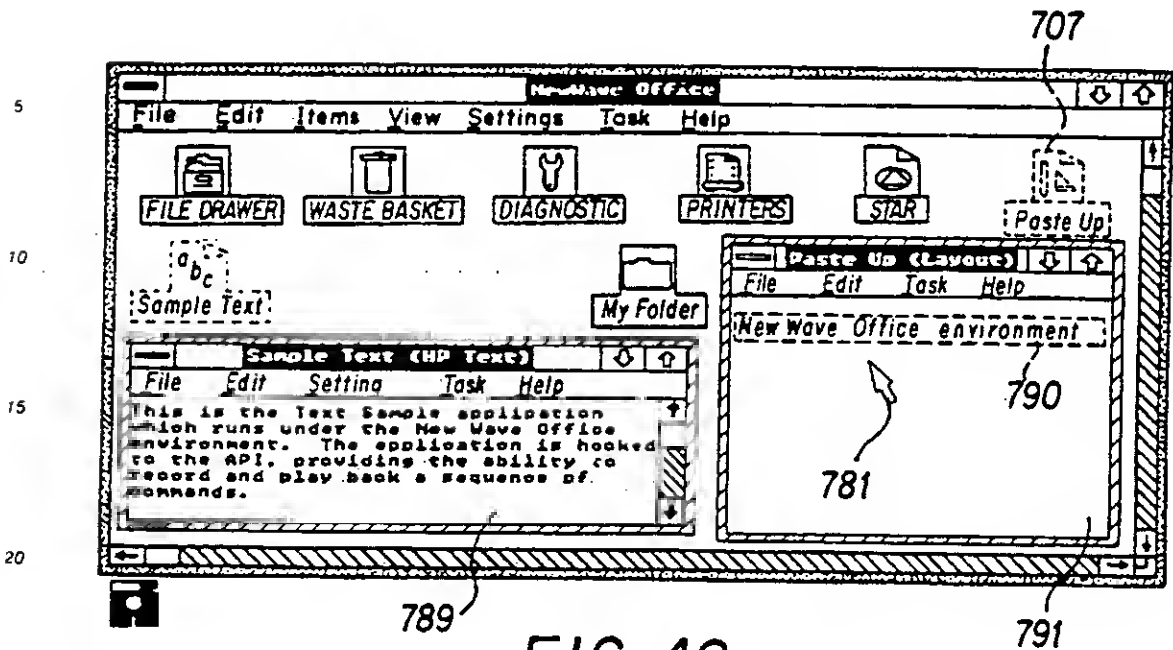 707
5
NewWave Office
File Edit Items View Settings Task Help
FILE DRAWER WASTE BASKET DIAGNOSTIC PRINTERS STAR Paste Up
10
abc
Sample Text
My Folder
Paste Up (Layout)
File Edit Task Help
New Wave Office environment
790
Sample Text (HP Text)
File Edit Setting Task Help
15
This is the Text Sample application
which runs under the New Wave Office
environment. The application is hooked
to the API, providing the ability to
record and play back a sequence of
commands.
781
20
789
791